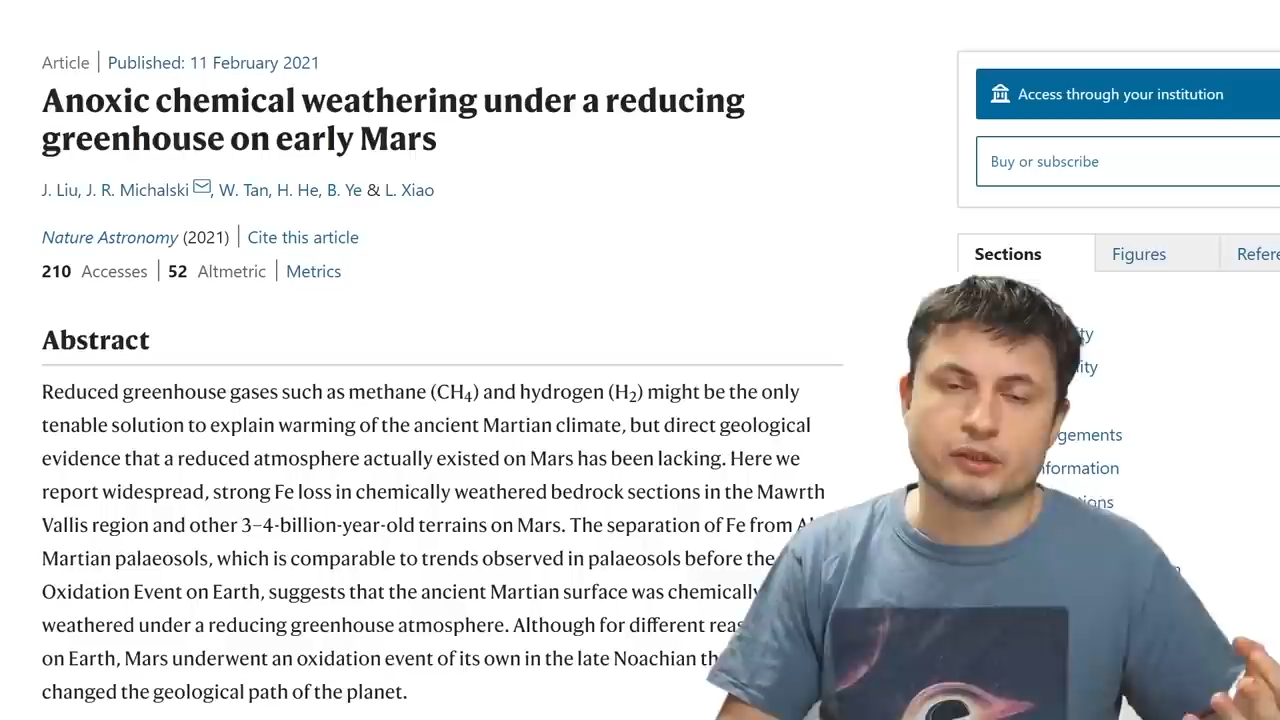 Article | Published: 11 February 2021
Anoxic chemical weathering under a reducing
greenhouse on early Mars
J. Liu, J. R. Michalski, W. Tan, H. He, B. Ye & L. Xiao
Nature Astronomy (2021) | Cite this article
210 Accesses | 52 Altmetric | Metrics
Abstract
Reduced greenhouse gases such as methane (CH₄) and hydrogen (H₂) might be the only
tenable solution to explain warming of the ancient Martian climate, but direct geological
evidence that a reduced atmosphere actually existed on Mars has been lacking. Here we
report widespread, strong Fe loss in chemically weathered bedrock sections in the Mawrth
Vallis region and other 3–4-billion-year-old terrains on Mars. The separation of Fe from
Martian palaeosols, which is comparable to trends observed in palaeosols before the
Oxidation Event on Earth, suggests that the ancient Martian surface was chemically
weathered under a reducing greenhouse atmosphere. Although for different
on Earth, Mars underwent an oxidation event of its own in the late Noachian
changed the geological path of the planet.
Access through your institution
Buy or subscribe
Sections
Figures
Refere
ty
ity
gements
nformation
tions